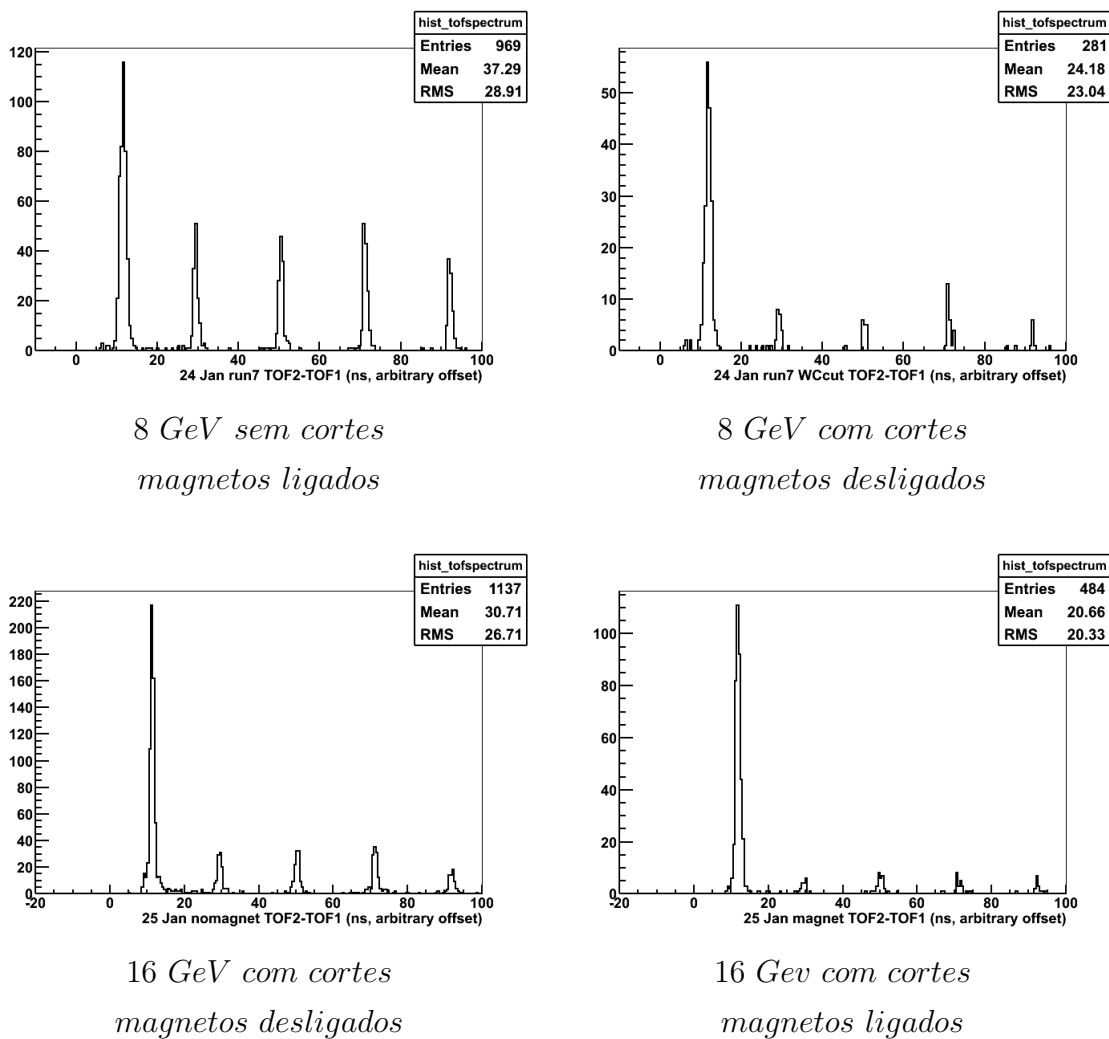 hist_tofspectrum
Entries 969
Mean 37.29
RMS 28.91
120
100
80
60
40
20
0
0 20 40 60 80 100
24 Jan run7 TOF2-TOF1 (ns, arbitrary offset)
8 GeV sem cortes
magnetos ligados
hist_tofspectrum
Entries 281
Mean 24.18
RMS 23.04
50
40
30
20
10
0
0 20 40 60 80 100
24 Jan run7 WCcut TOF2-TOF1 (ns, arbitrary offset)
8 GeV com cortes
magnetos desligados
hist_tofspectrum
Entries 1137
Mean 30.71
RMS 26.71
220
200
180
160
140
120
100
80
60
40
20
0
-20 0 20 40 60 80 100
25 Jan nomagnet TOF2-TOF1 (ns, arbitrary offset)
16 GeV com cortes
magnetos desligados
hist_tofspectrum
Entries 484
Mean 20.66
RMS 20.33
100
80
60
40
20
0
-20 0 20 40 60 80 100
25 Jan magnet TOF2-TOF1 (ns, arbitrary offset)
16 Gev com cortes
magnetos ligados